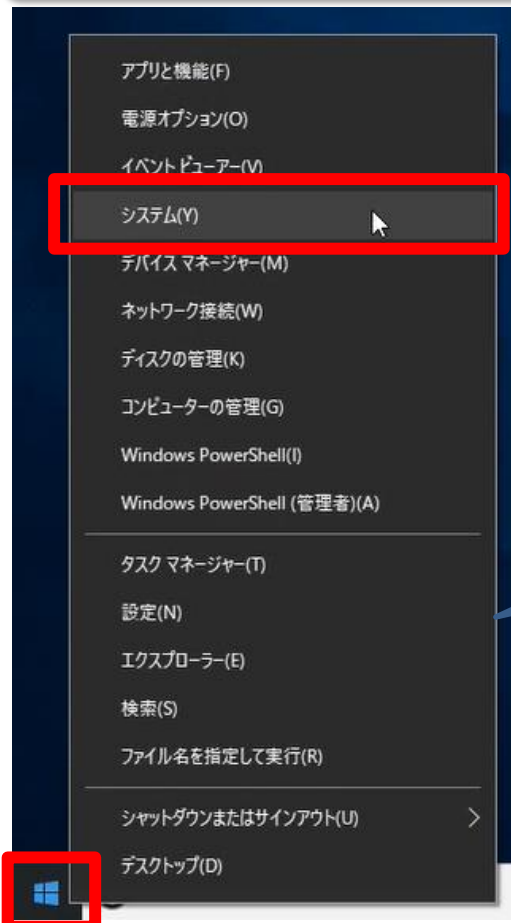 アプリと機能(F)
電源オプション(O)
イベント ビューアー(V)
システム(Y)
デバイス マネージャー(M)
ネットワーク接続(W)
ディスクの管理(K)
コンピューターの管理(G)
Windows PowerShell(I)
Windows PowerShell (管理者)(A)
タスク マネージャー(T)
設定(N)
エクスプローラー(E)
検索(S)
ファイル名を指定して実行(R)
シャットダウンまたはサインアウト(U)
デスクトップ(D)